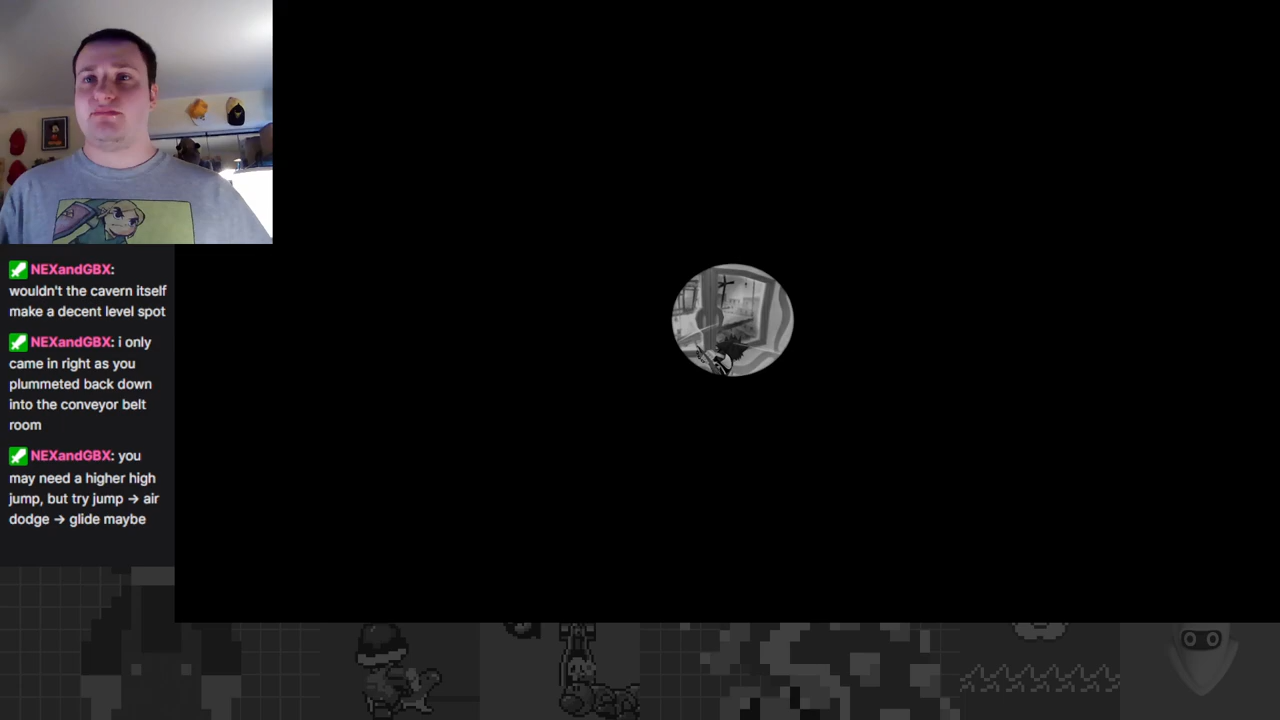 NEXandGBX:
wouldn't the cavern itself
make a decent level spot
NEXandGBX: i only
came in right as you
plummeted back down
into the conveyor belt
room
NEXandGBX: you
may need a higher high
jump, but try jump → air
dodge → glide maybe